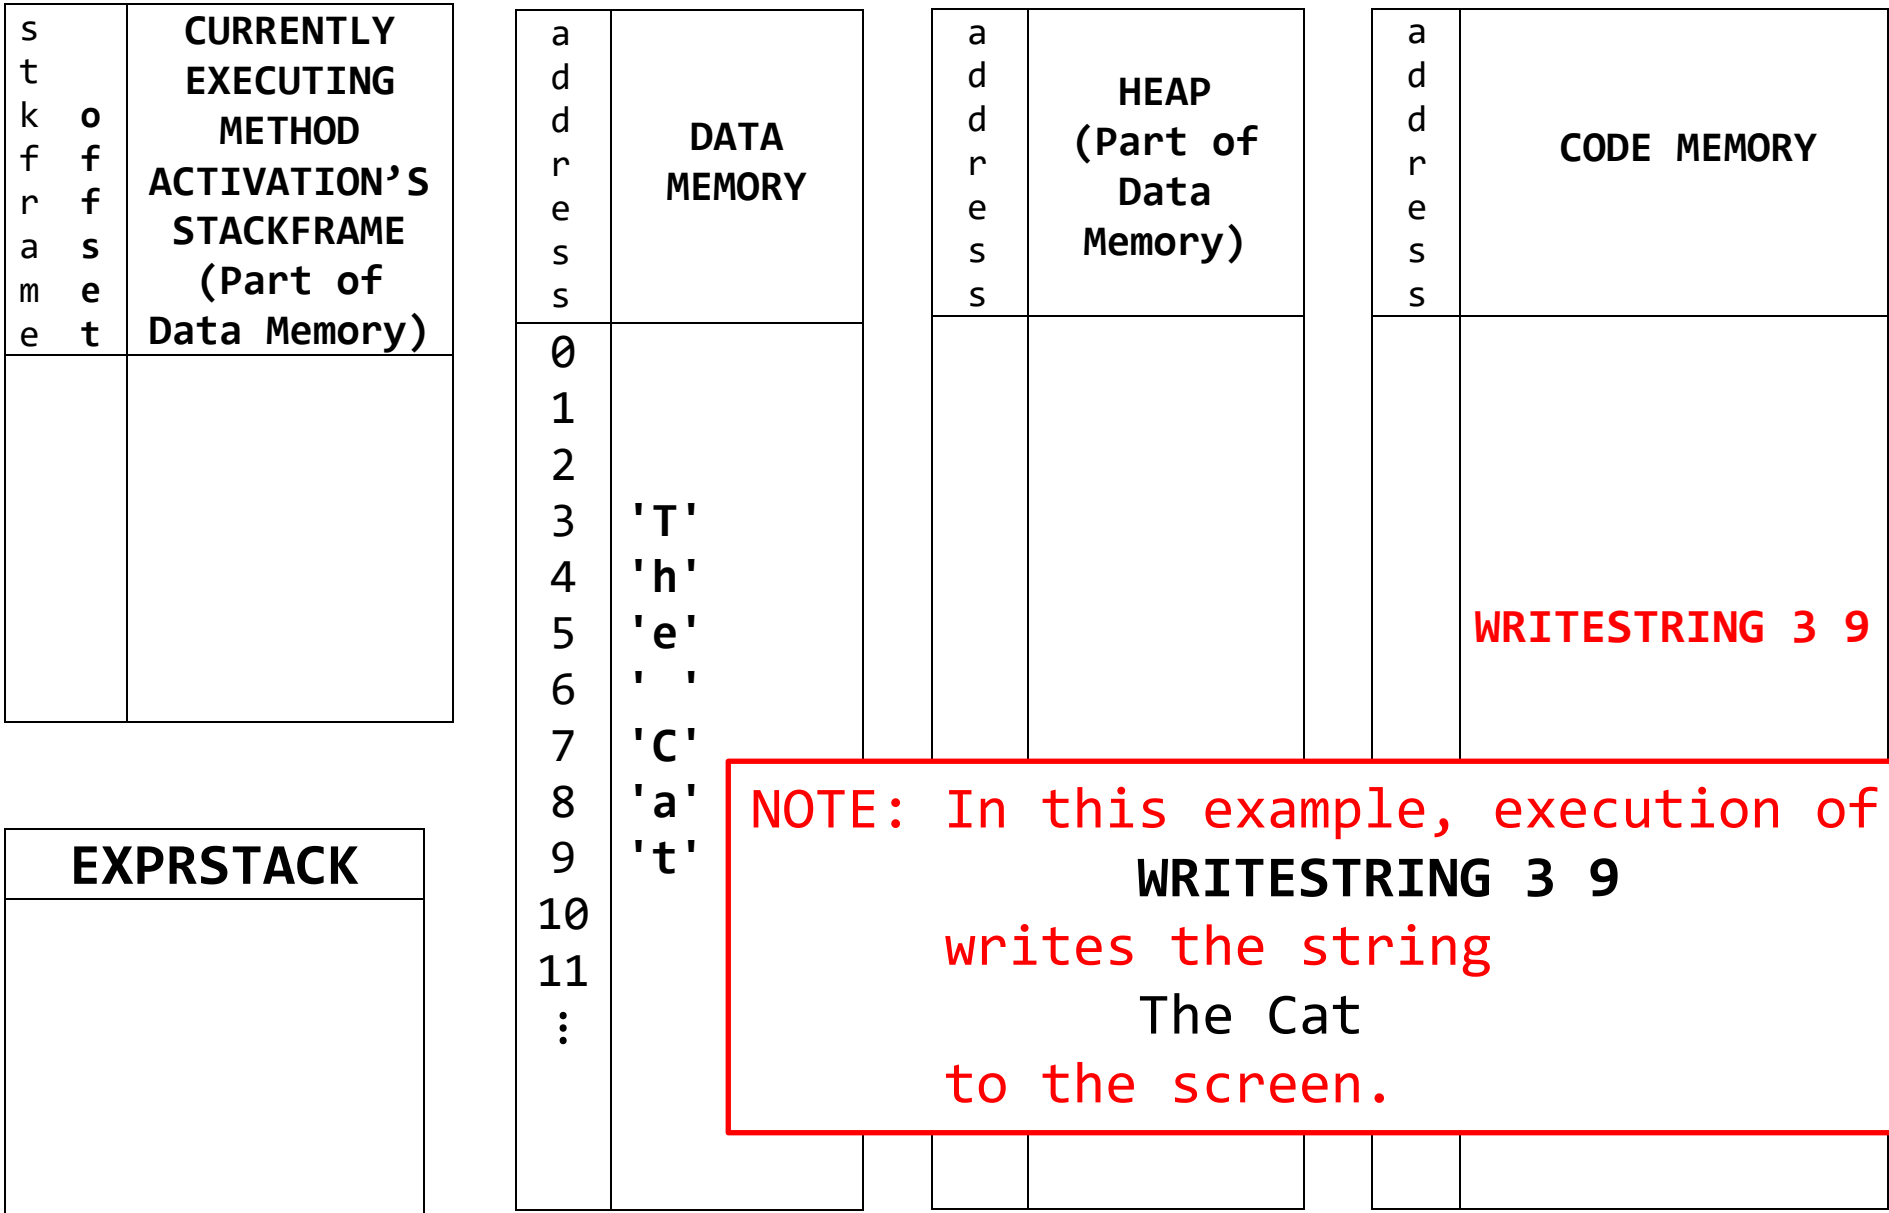 stkframe
offset
CURRENTLY
EXECUTING
METHOD
ACTIVATION’S
STACKFRAME
(Part of
Data Memory)
EXPRSTACK
address
DATA
MEMORY
0
1
2
3 'T'
4 'h'
5 'e'
6 ' '
7 'C'
8 'a'
9 't'
10
11
⋮
address
HEAP
(Part of
Data
Memory)
address
CODE MEMORY
WRITESTRING 3 9
NOTE: In this example, execution of
WRITESTRING 3 9
writes the string
The Cat
to the screen.